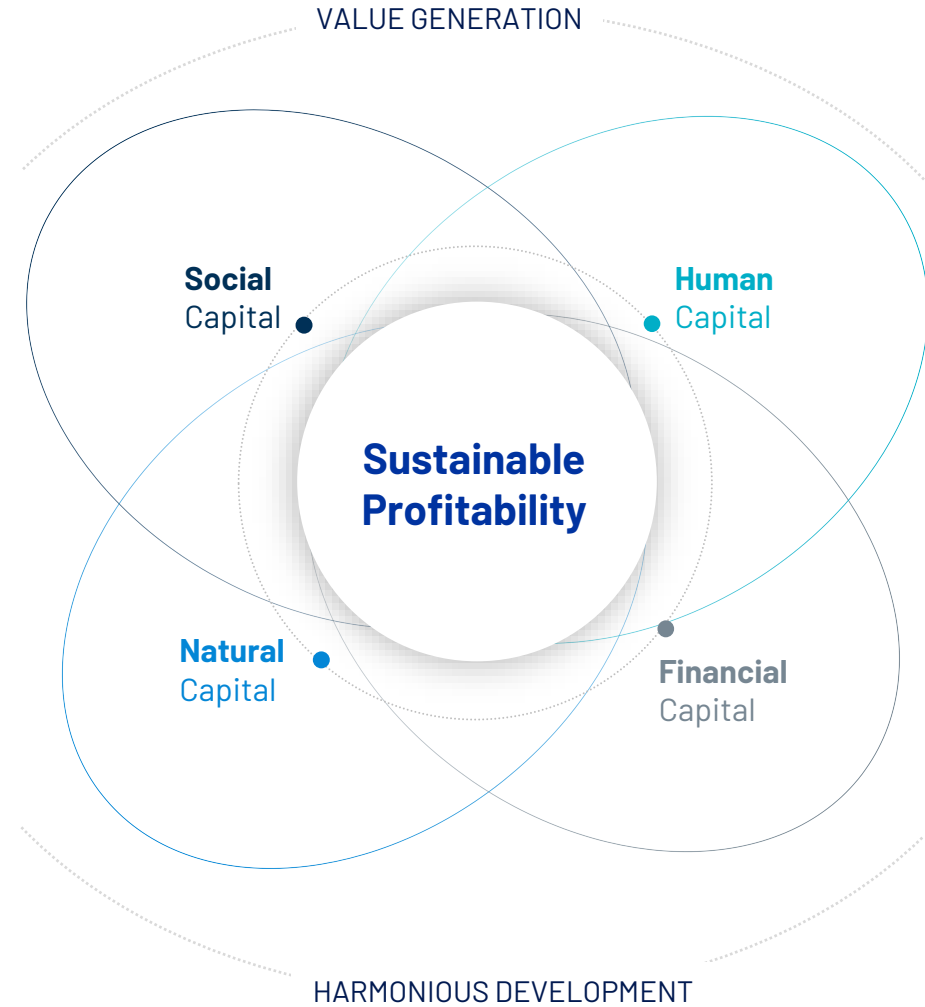 VALUE GENERATION
Social
Capital
Human
Capital
Sustainable
Profitability
Natural
Capital
Financial
Capital
HARMONIOUS DEVELOPMENT